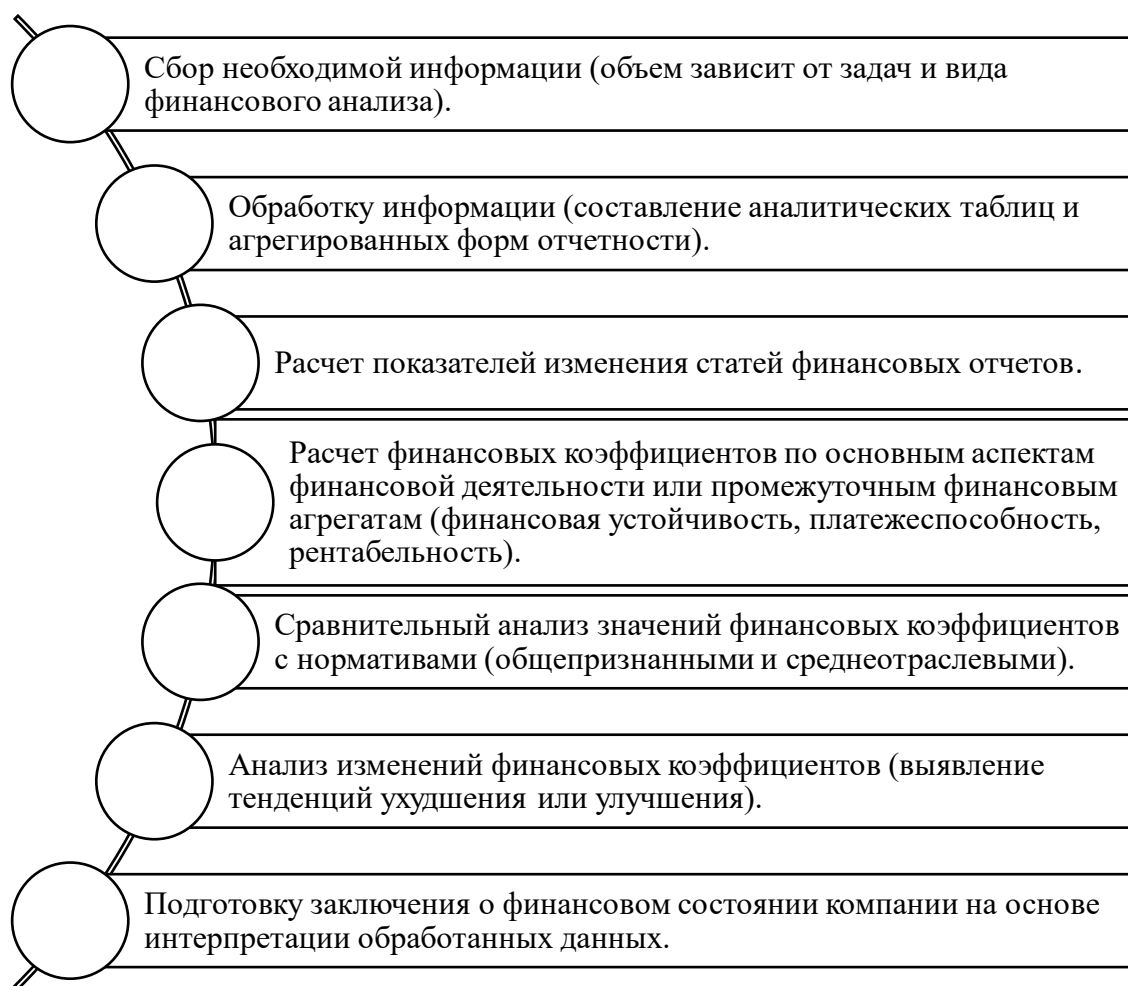 Сбор необходимой информации (объем зависит от задач и вида
финансового анализа).
Обработку информации (составление аналитических таблиц и
агрегированных форм отчетности).
Расчет показателей изменения статей финансовых отчетов.
Расчет финансовых коэффициентов по основным аспектам
финансовой деятельности или промежуточным финансовым
агрегатам (финансовая устойчивость, платежеспособность,
рентабельность).
Сравнительный анализ значений финансовых коэффициентов
с нормативами (общепризнанными и среднеотраслевыми).
Анализ изменений финансовых коэффициентов (выявление
тенденций ухудшения или улучшения).
Подготовку заключения о финансовом состоянии компании на основе
интерпретации обработанных данных.